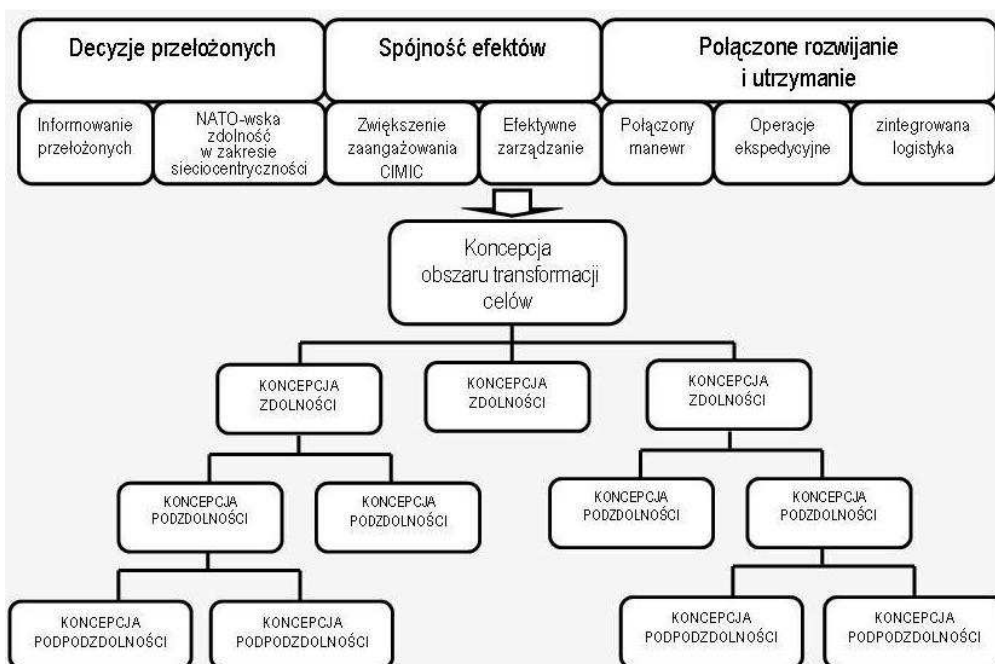 Decyzje przełożonych
Spójność efektów
Połączone rozwijanie
i utrzymanie
Informowanie
przełożonych
NATO-wska
zdolność
w zakresie
sieciocentryczności
Zwiększenie
zaangażowania
CIMIC
Efektywne
zarządzanie
Połączony
manewr
Operacje
ekspedycyjne
zintegrowana
logistyka
Koncepcja
obszaru transformacji
celów
KONCEPCJA
ZDOLNOŚCI
KONCEPCJA
ZDOLNOŚCI
KONCEPCJA
ZDOLNOŚCI
KONCEPCJA
PODZDOLNOŚCI
KONCEPCJA
PODZDOLNOŚCI
KONCEPCJA
PODZDOLNOŚCI
KONCEPCJA
PODZDOLNOŚCI
KONCEPCJA
PODPODZDOLNOŚCI
KONCEPCJA
PODPODZDOLNOŚCI
KONCEPCJA
PODPODZDOLNOŚCI
KONCEPCJA
PODPODZDOLNOŚCI